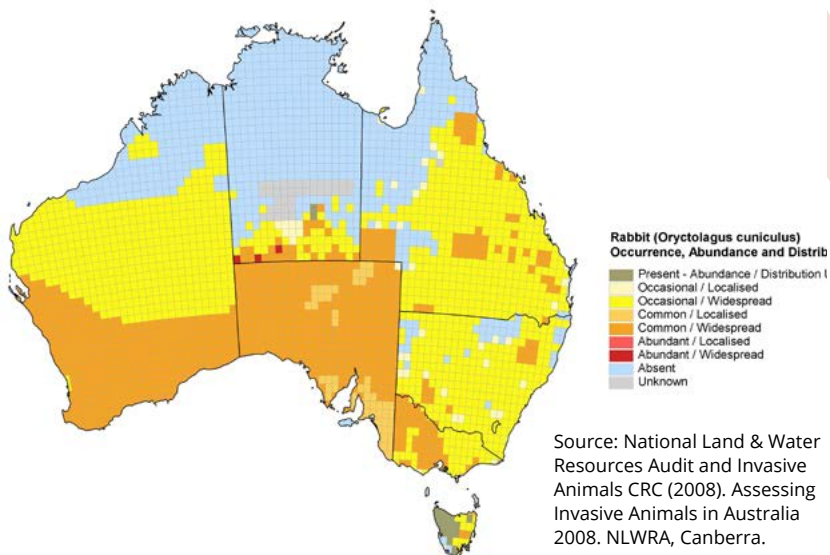 Rabbit (Oryctolagus cuniculus)
Occurrence, Abundance and Distrib
Present - Abundance / Distribution U
Occasional / Localised
Occasional / Widespread
Common / Localised
Common / Widespread
Abundant / Localised
Abundant / Widespread
Absent
Unknown
Source: National Land & Water
Resources Audit and Invasive
Animals CRC (2008). Assessing
Invasive Animals in Australia
2008. NLWRA, Canberra.